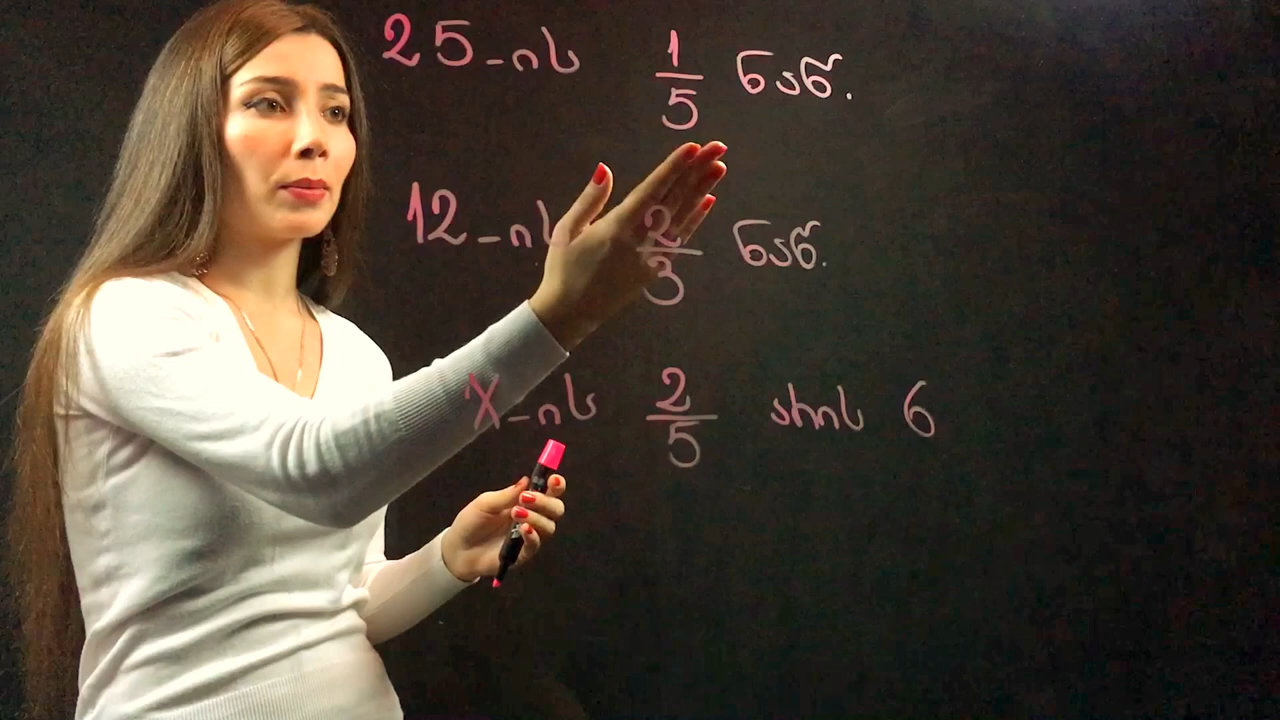 25-ის 1/5 ნაწ.
12-ის 2/3 ნაწ.
x-ის 2/5 არის 6